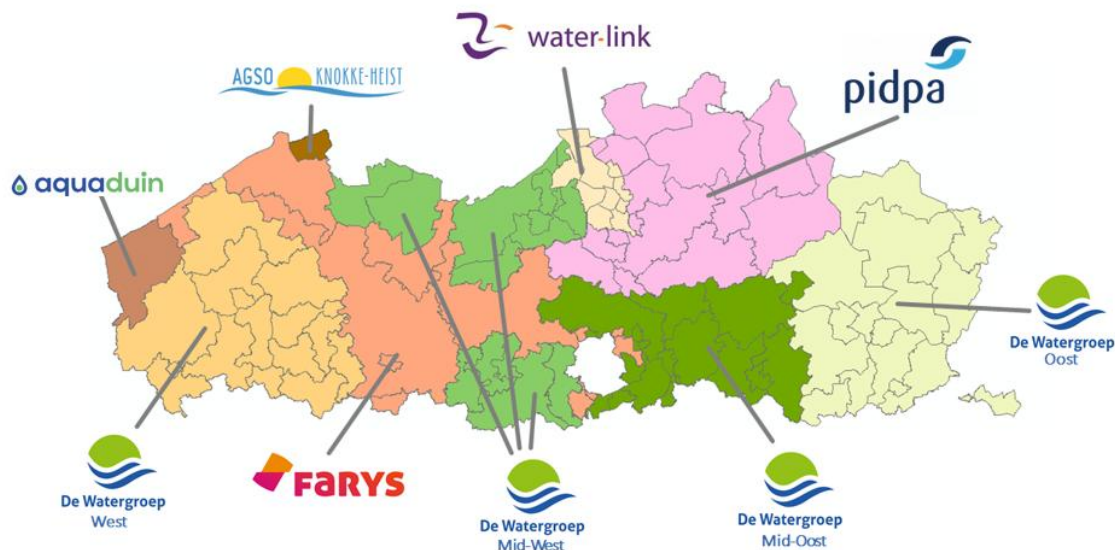 water-link
AGSO KNOKKE-HEIST
pidpa
aquaduin
De Watergroep
Oost
De Watergroep
West
FARYS
De Watergroep
Mid-West
De Watergroep
Mid-Oost